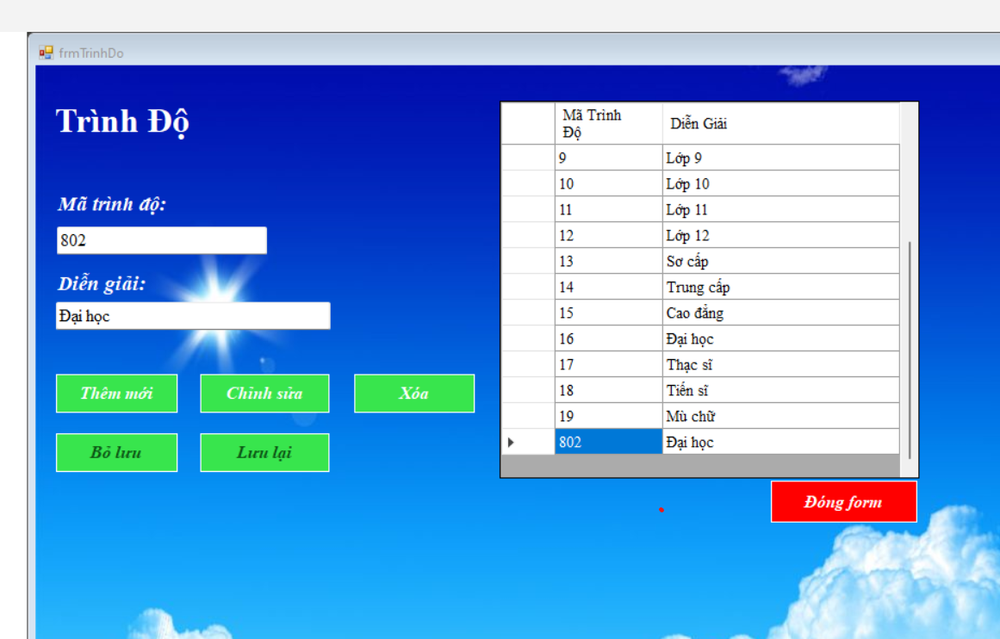 frmTrinhDo
Trình Độ
Mã trình độ:
802
Diễn giải:
Đại học
Thêm mới Chỉnh sửa Xóa
Bỏ lưu Lưu lại
Mã Trình
Độ
Diễn Giải
9 Lớp 9
10 Lớp 10
11 Lớp 11
12 Lớp 12
13 Sơ cấp
14 Trung cấp
15 Cao đẳng
16 Đại học
17 Thạc sĩ
18 Tiến sĩ
19 Mù chữ
802 Đại học
Đóng form